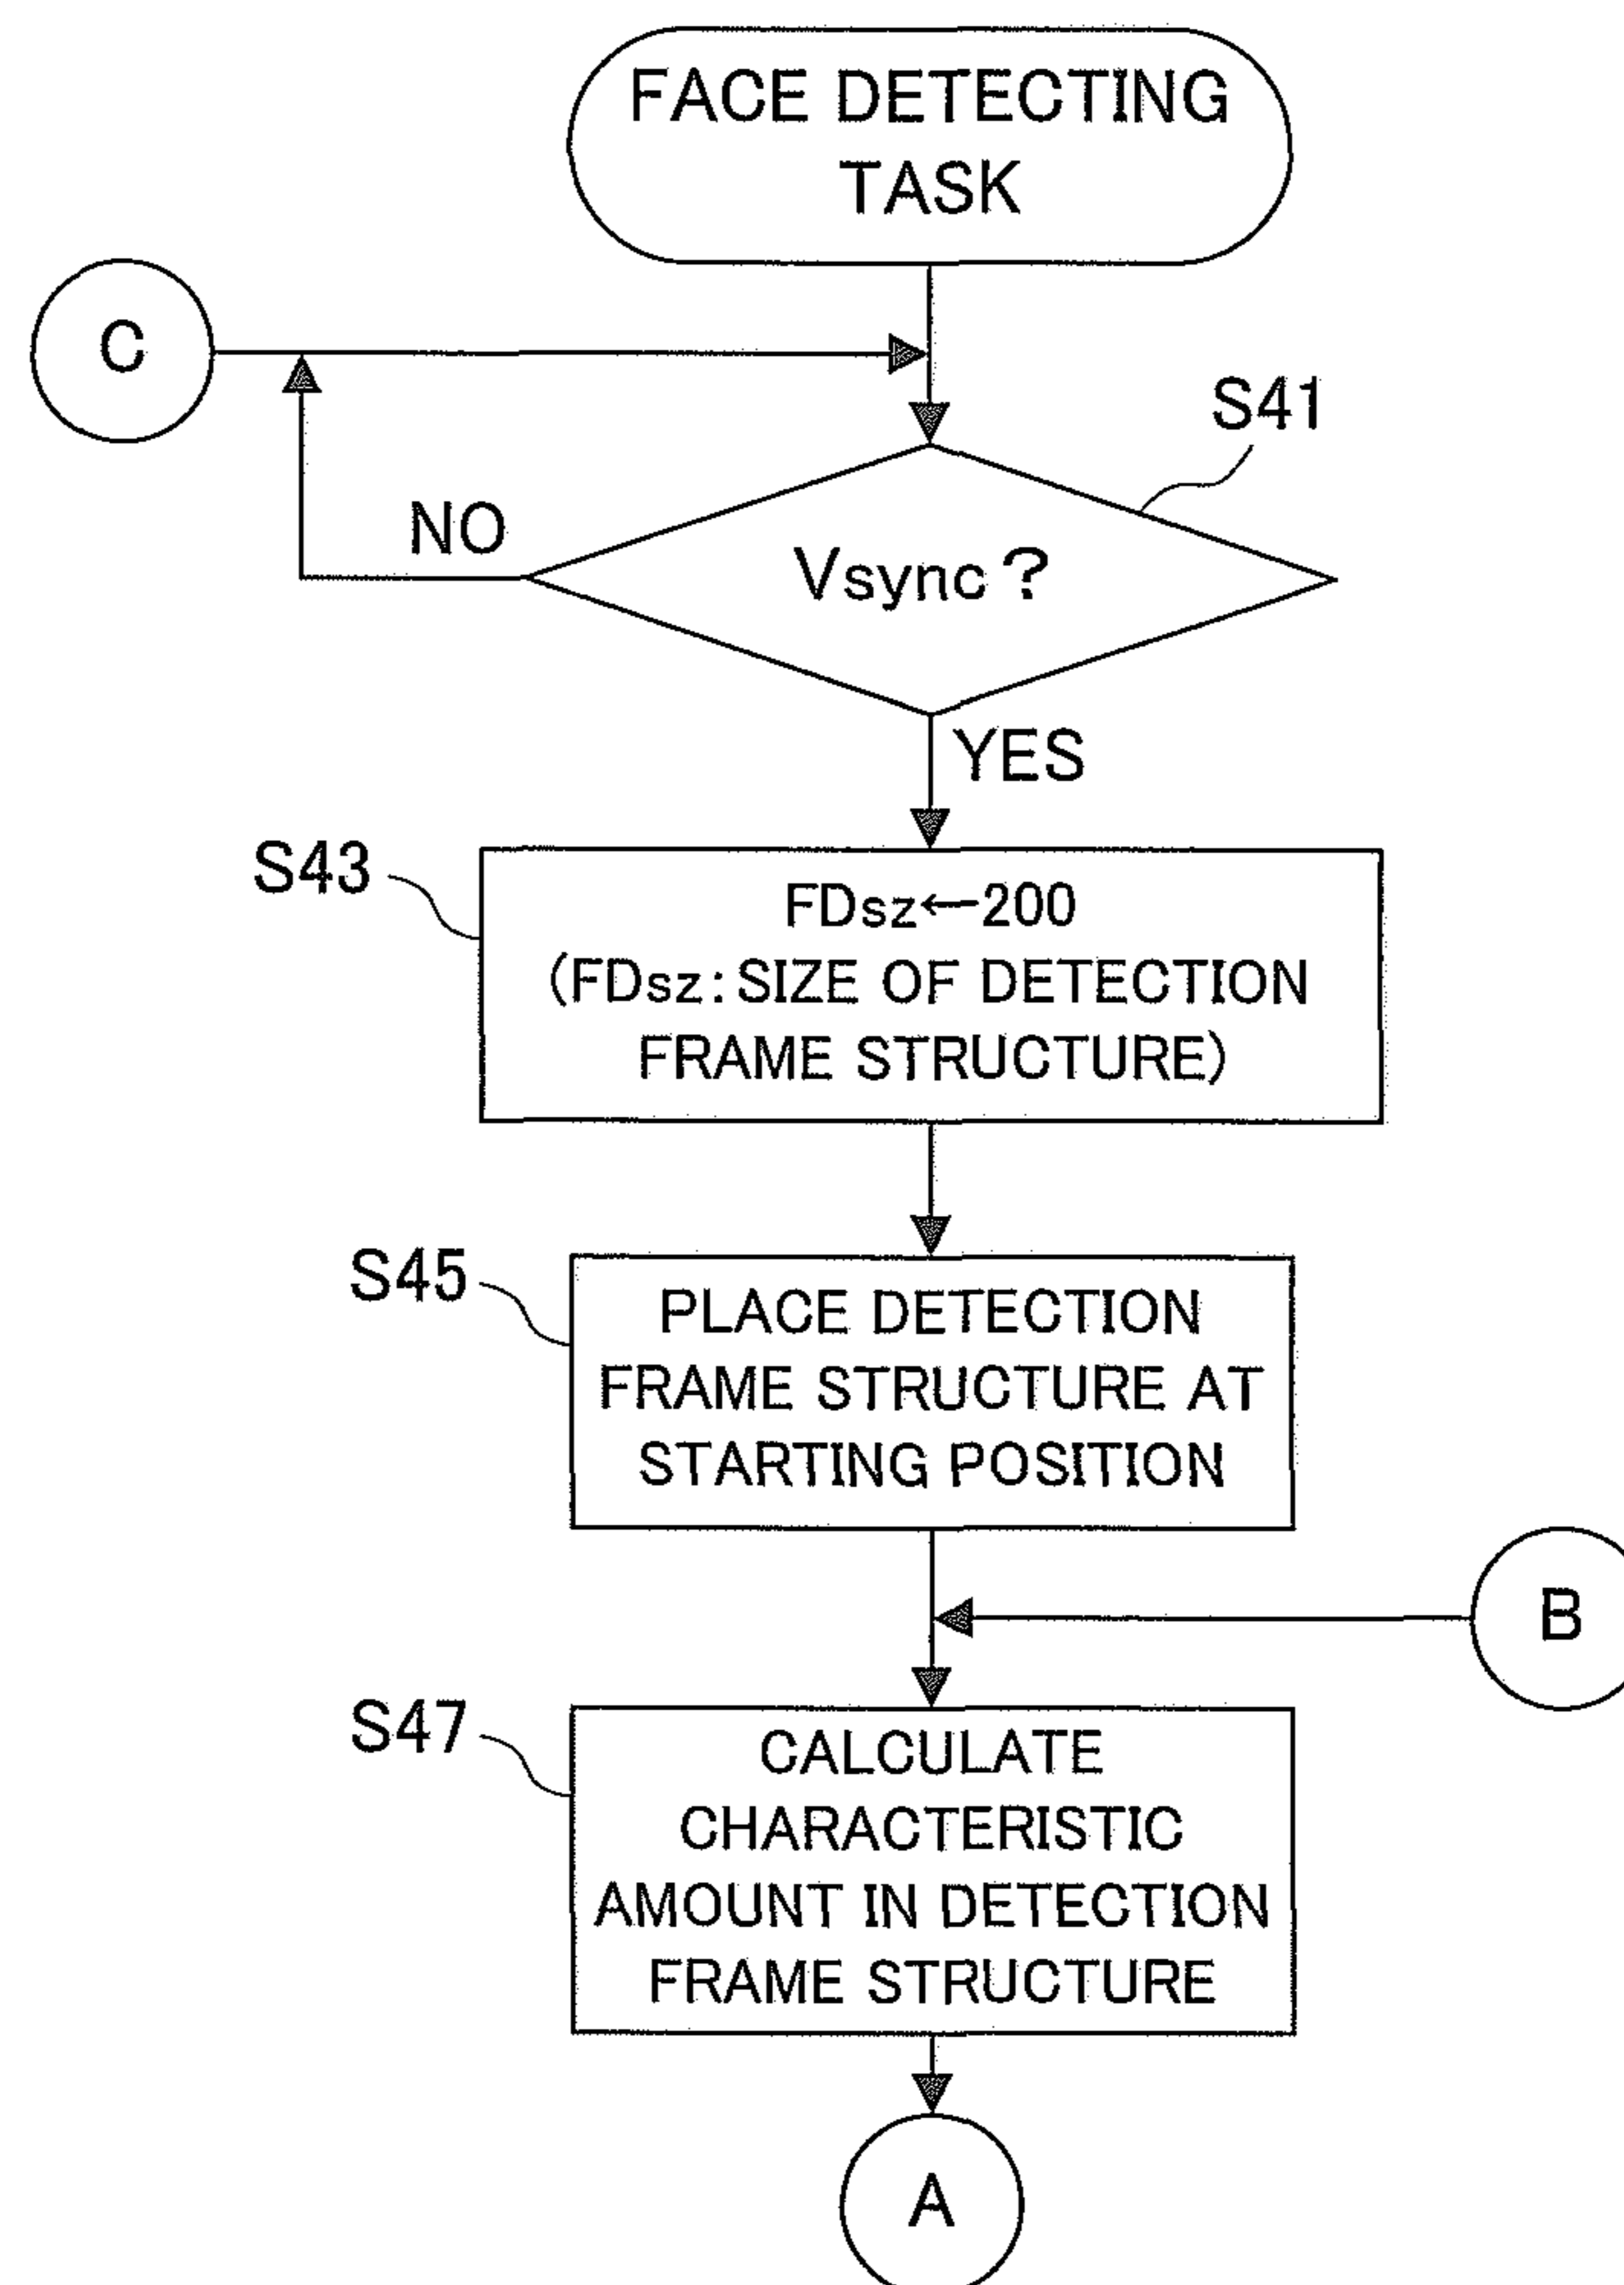 FACE DETECTING
TASK
C
S41
NO
Vsync?
YES
S43
FDsz←200
(FDsz:SIZE OF DETECTION
FRAME STRUCTURE)
S45
PLACE DETECTION
FRAME STRUCTURE AT
STARTING POSITION
B
S47
CALCULATE
CHARACTERISTIC
AMOUNT IN DETECTION
FRAME STRUCTURE
A